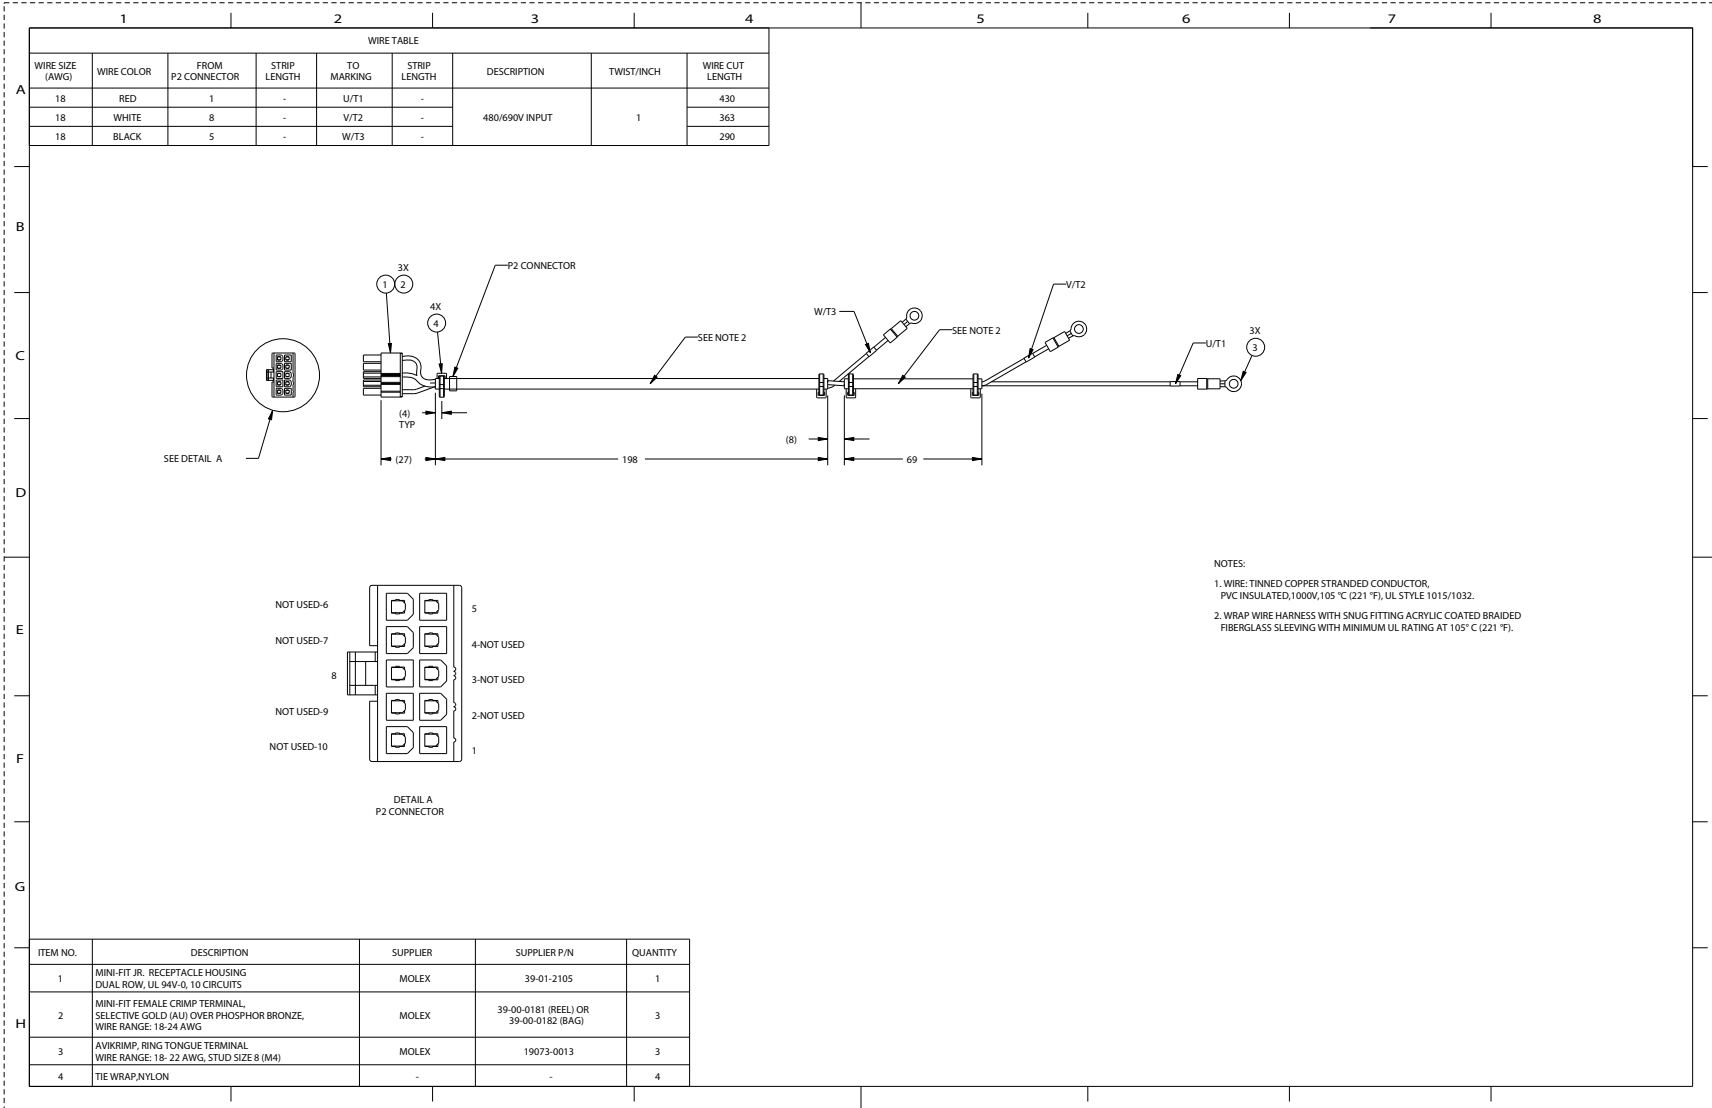 1 2 3 4 5 6 7 8
WIRE TABLE
WIRE SIZE (AWG) WIRE COLOR FROM P2 CONNECTOR STRIP LENGTH TO MARKING STRIP LENGTH DESCRIPTION TWIST/INCH WIRE CUT LENGTH
18 RED 1 - U/T1 - 480/690V INPUT 1 430
18 WHITE 8 - V/T2 - 363
18 BLACK 5 - W/T3 - 290
A
B
C
D
E
F
G
H
3X
1 2
P2 CONNECTOR
4X
4
SEE NOTE 2
W/T3
SEE NOTE 2
V/T2
U/T1
3X
3
(4)
TYP
(8)
SEE DETAIL A
(27)
198
69
NOTES:
1. WIRE: TINNED COPPER STRANDED CONDUCTOR,
PVC INSULATED,1000V,105 °C (221 °F), UL STYLE 1015/1032.
2. WRAP WIRE HARNESS WITH SNUG FITTING ACRYLIC COATED BRAIDED
FIBERGLASS SLEEVING WITH MINIMUM UL RATING AT 105° C (221 °F).
NOT USED-6 5
NOT USED-7 4-NOT USED
8 3-NOT USED
NOT USED-9 2-NOT USED
NOT USED-10 1
DETAIL A
P2 CONNECTOR
ITEM NO. DESCRIPTION SUPPLIER SUPPLIER P/N QUANTITY
1 MINI-FIT JR. RECEPTACLE HOUSING
DUAL ROW, UL 94V-0, 10 CIRCUITS MOLEX 39-01-2105 1
2 MINI-FIT FEMALE CRIMP TERMINAL,
SELECTIVE GOLD (AU) OVER PHOSPHOR BRONZE,
WIRE RANGE: 18-24 AWG MOLEX 39-00-0181 (REEL) OR
39-00-0182 (BAG) 3
3 AVIKRIMP, RING TONGUE TERMINAL
WIRE RANGE: 18- 22 AWG, STUD SIZE 8 (M4) MOLEX 19073-0013 3
4 TIE WRAP,NYLON - - 4